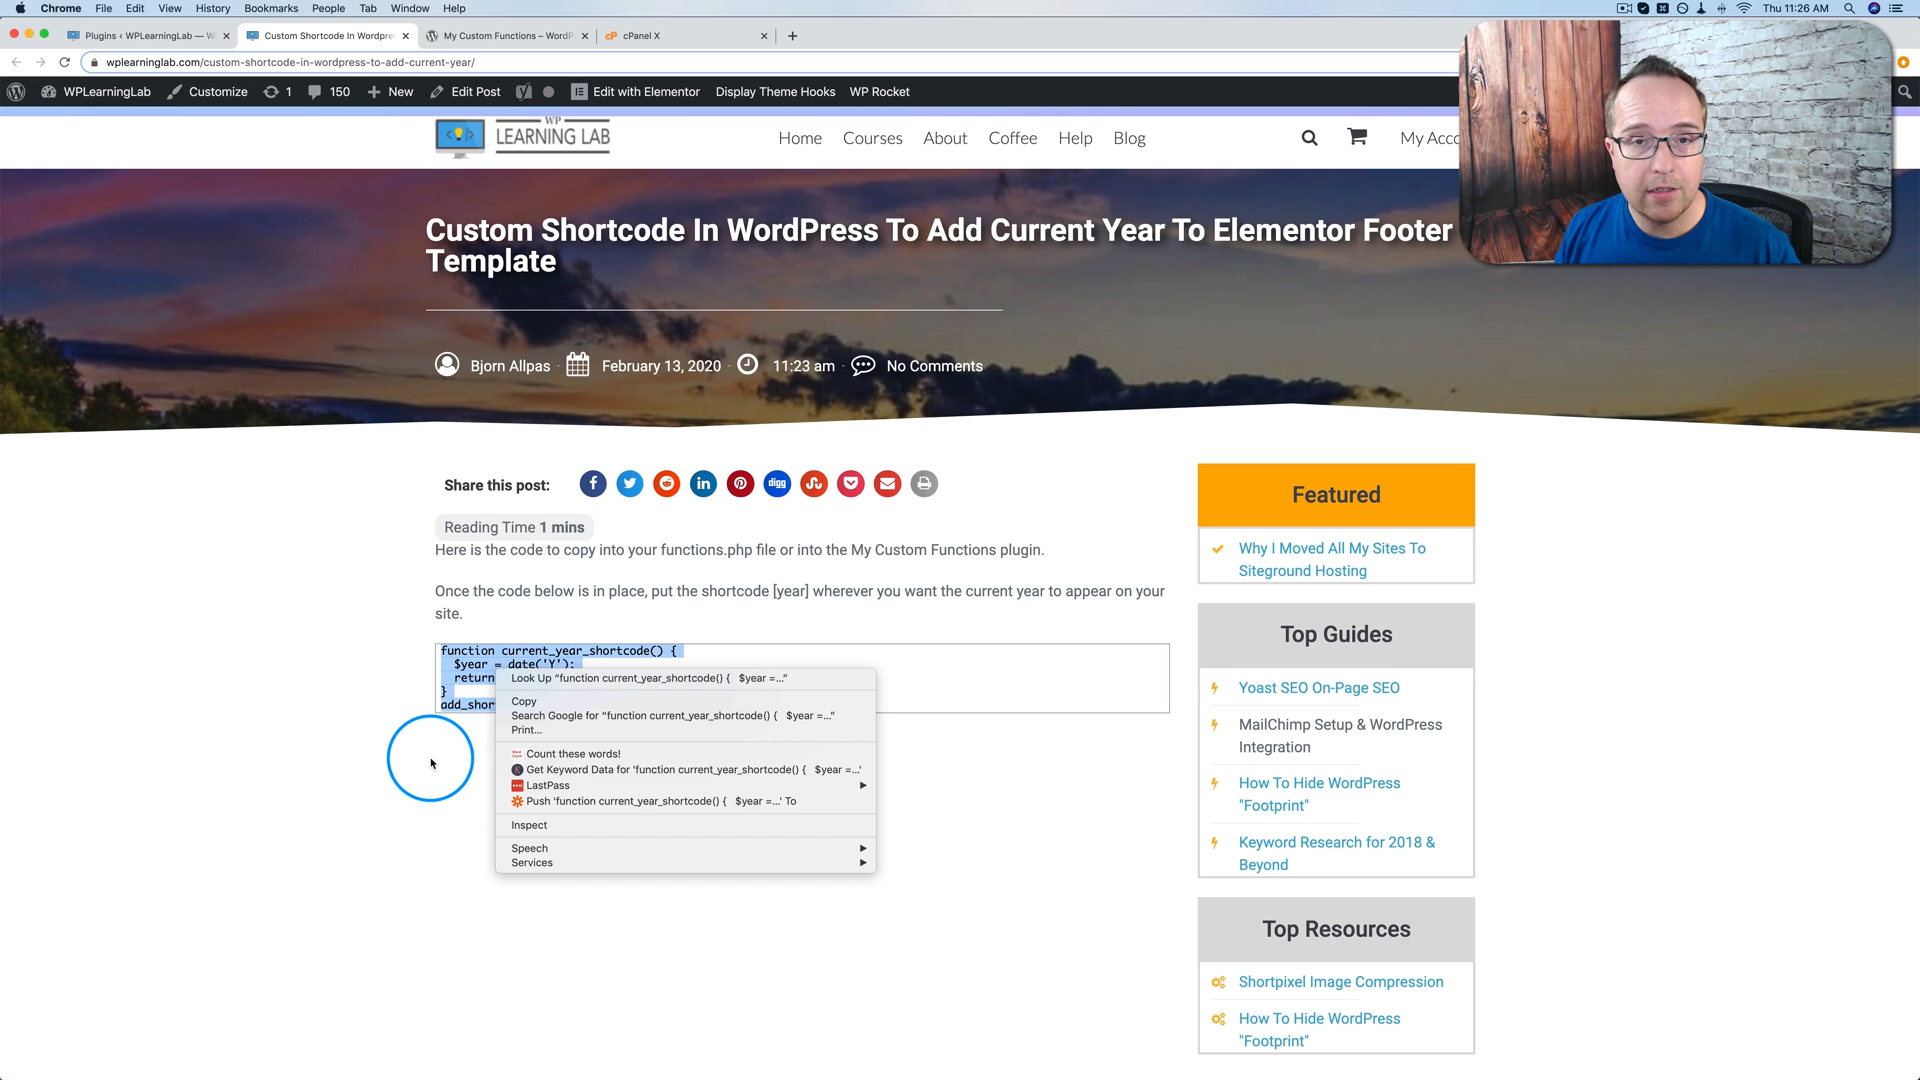 Chrome File Edit View History Bookmarks People Tab Window Help Thu 11:26 AM
Plugins ‹ WPLearningLab — W Custom Shortcode In Wordpre My Custom Functions – WordP cPanel X
wplearninglab.com/custom-shortcode-in-wordpress-to-add-current-year/
WPLearningLab Customize 1 150 New Edit Post Edit with Elementor Display Theme Hooks WP Rocket
WP
LEARNING LAB
Home Courses About Coffee Help Blog My Acco
Custom Shortcode In WordPress To Add Current Year To Elementor Footer
Template
Bjorn Allpas · February 13, 2020 · 11:23 am · No Comments
Share this post: digg
Reading Time 1 mins
Here is the code to copy into your functions.php file or into the My Custom Functions plugin.
Once the code below is in place, put the shortcode [year] wherever you want the current year to appear on your
site.
function current_year_shortcode() {
$year = date('Y');
return
}
add_shor
Look Up “function current_year_shortcode() { $year =...”
Copy
Search Google for “function current_year_shortcode() { $year =...”
Print...
Count these words!
Get Keyword Data for 'function current_year_shortcode() { $year =...'
LastPass
Push 'function current_year_shortcode() { $year =...' To
Inspect
Speech
Services
Featured
Why I Moved All My Sites To
Siteground Hosting
Top Guides
Yoast SEO On-Page SEO
MailChimp Setup & WordPress
Integration
How To Hide WordPress
"Footprint"
Keyword Research for 2018 &
Beyond
Top Resources
Shortpixel Image Compression
How To Hide WordPress
"Footprint"